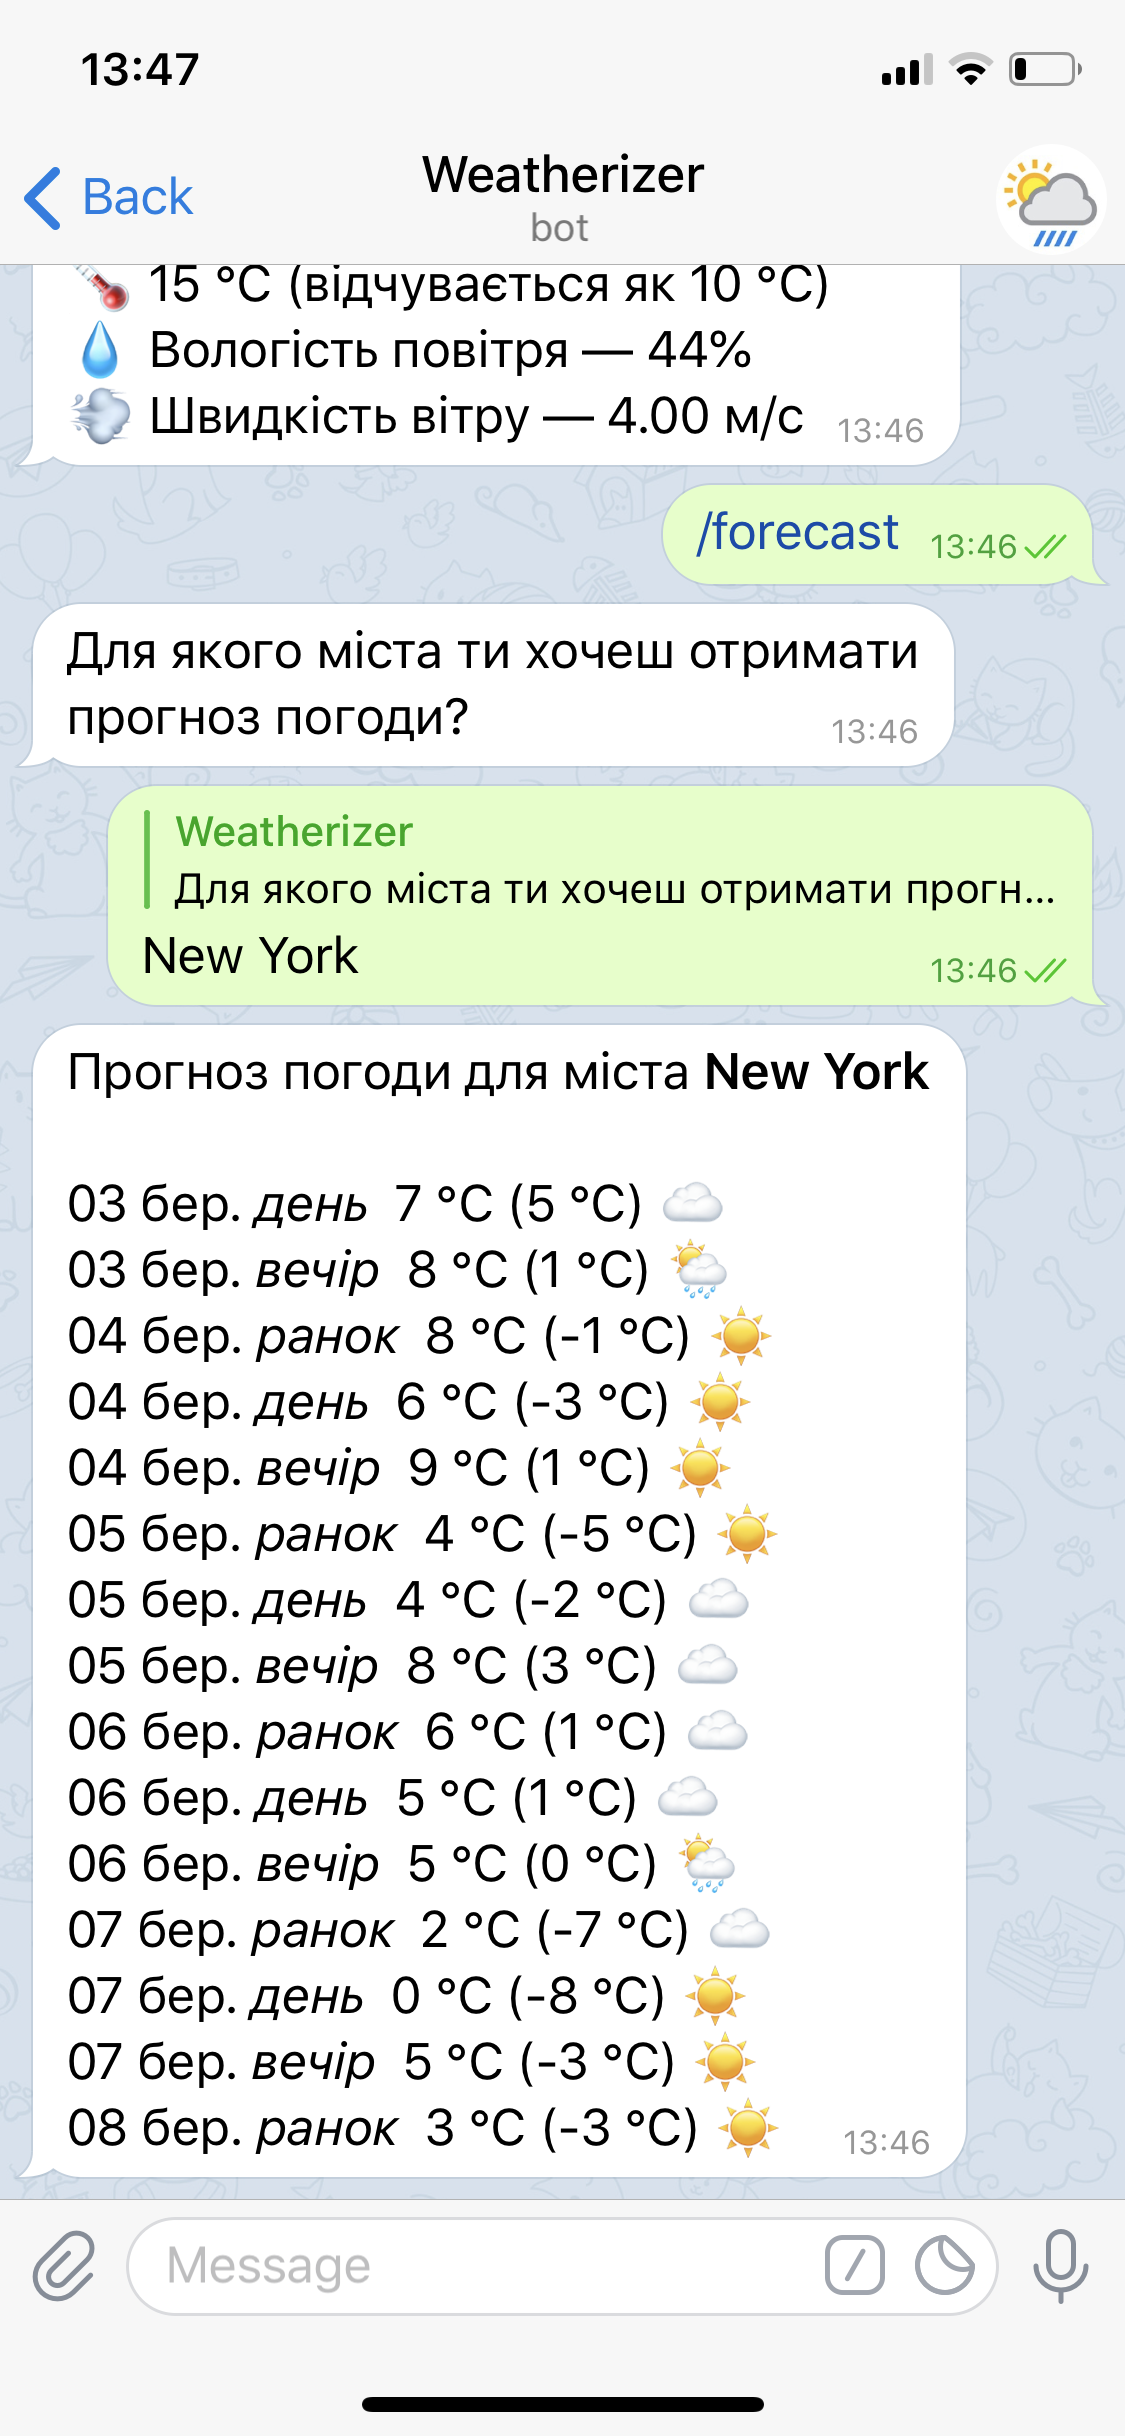 13:47
Back
Weatherizer
bot
15 °C (відчувається як 10 °C)
Вологість повітря — 44%
Швидкість вітру — 4.00 м/с 13:46
/forecast 13:46
Для якого міста ти хочеш отримати
прогноз погоди? 13:46
Weatherizer
Для якого міста ти хочеш отримати прогн...
New York 13:46
Прогноз погоди для міста New York
03 бер. день 7 °C (5 °C)
03 бер. вечір 8 °C (1 °C)
04 бер. ранок 8 °C (-1 °C)
04 бер. день 6 °C (-3 °C)
04 бер. вечір 9 °C (1 °C)
05 бер. ранок 4 °C (-5 °C)
05 бер. день 4 °C (-2 °C)
05 бер. вечір 8 °C (3 °C)
06 бер. ранок 6 °C (1 °C)
06 бер. день 5 °C (1 °C)
06 бер. вечір 5 °C (0 °C)
07 бер. ранок 2 °C (-7 °C)
07 бер. день 0 °C (-8 °C)
07 бер. вечір 5 °C (-3 °C)
08 бер. ранок 3 °C (-3 °C) 13:46
Message